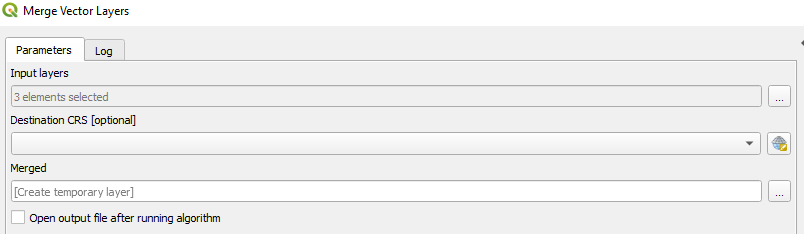 Merge Vector Layers
Parameters
Log
Input layers
3 elements selected
...
Destination CRS [optional]
Merged
[Create temporary layer]
...
Open output file after running algorithm